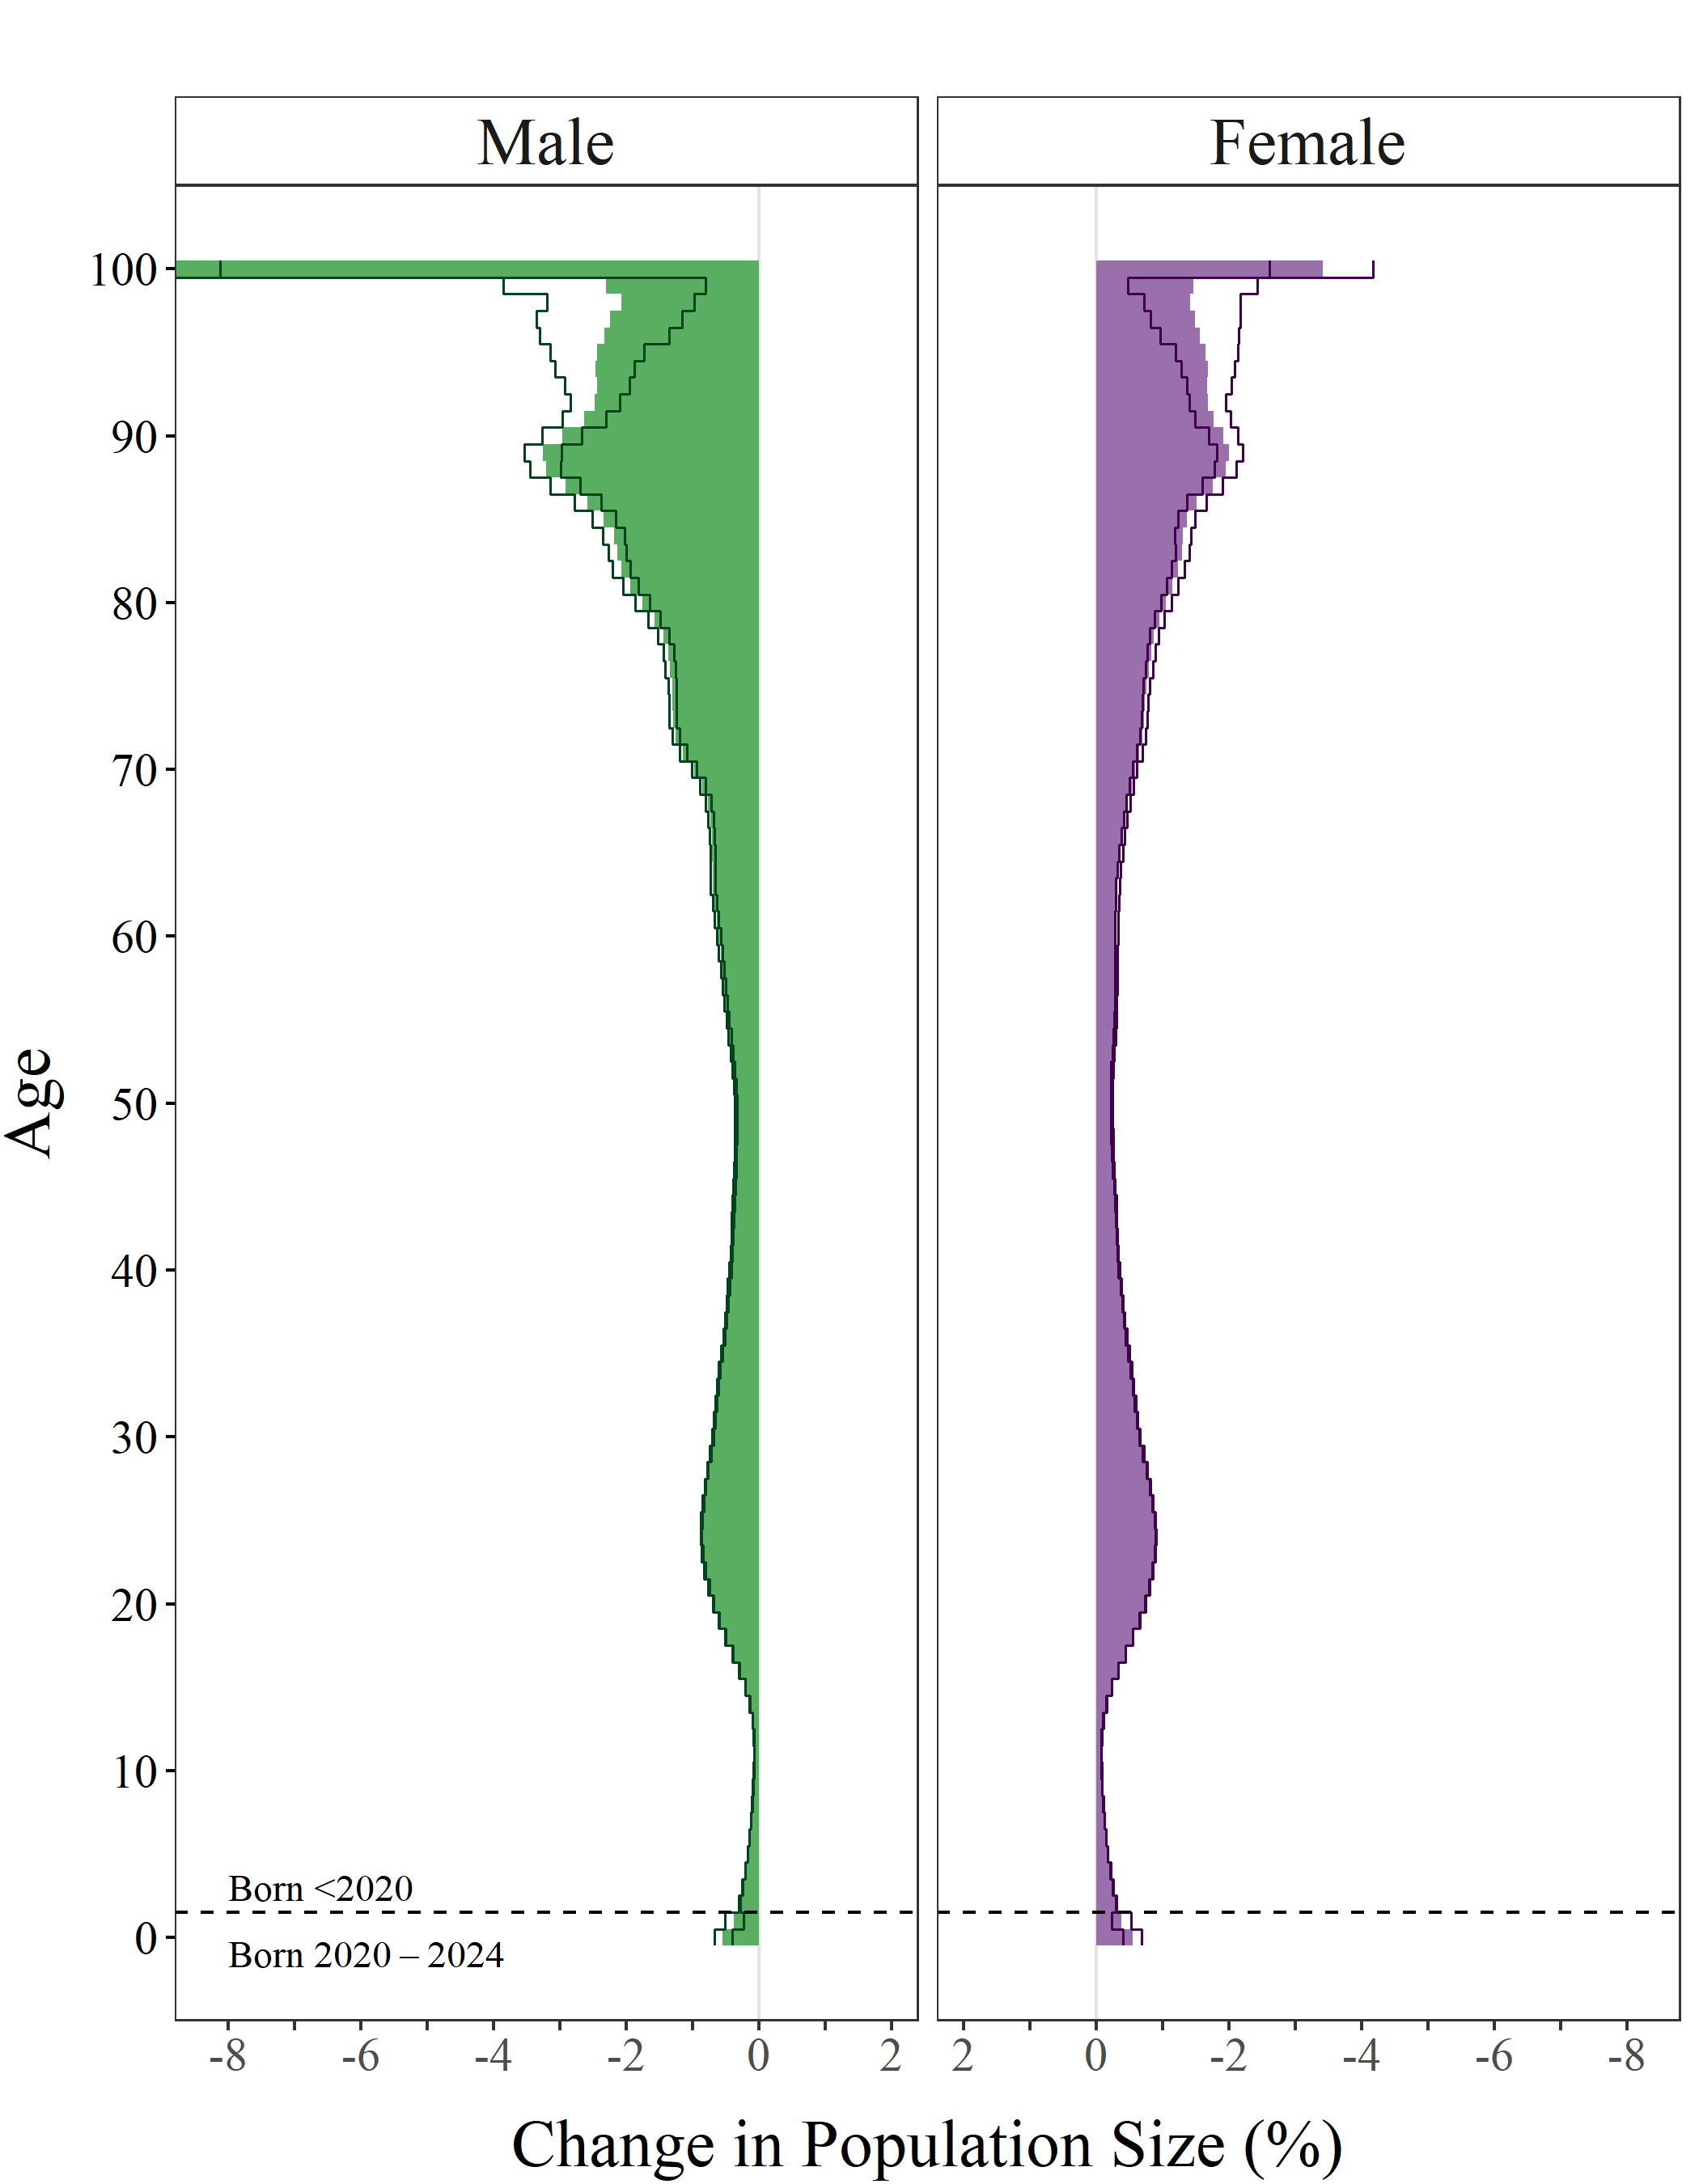 Male Female
100
90
80
70
60
50
40
30
20
10
0
Age
Born <2020
Born 2020 – 2024
-8 -6 -4 -2 0 2 2 0 -2 -4 -6 -8
Change in Population Size (%)